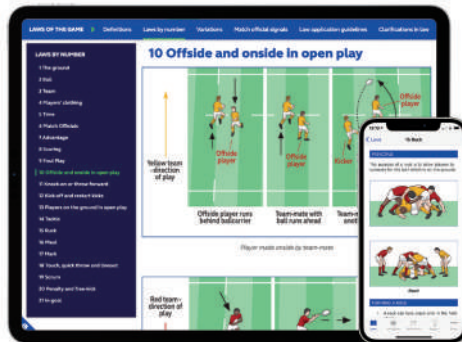 LAWS OF THE GAME
Definitions
Laws by number
Variations
Match official signals
Law application guidelines
Clarifications in law
LAWS BY NUMBER
1 The ground
2 Ball
3 Team
4 Players' clothing
5 Time
6 Match Officials
7 Advantage
8 Scoring
9 Foul Play
10 Offside and onside in open play
11 Knock-on or throw forward
12 Kick-off and restart kicks
13 Players on the ground in open play
14 Tackle
15 Ruck
16 Maul
17 Mark
18 Touch, quick throw and lineout
19 Scrum
20 Penalty and free-kick
21 In-goal
10 Offside and onside in open play
Yellow team-
direction
of play
Offside
player
Offside
player
Offside
player
Kicker
Offside player runs
behind ballcarrier
Team-mate with
ball runs ahead
Team-m
anot
Player made onside by team-mate
Red team-
direction of
play
15 Ruck